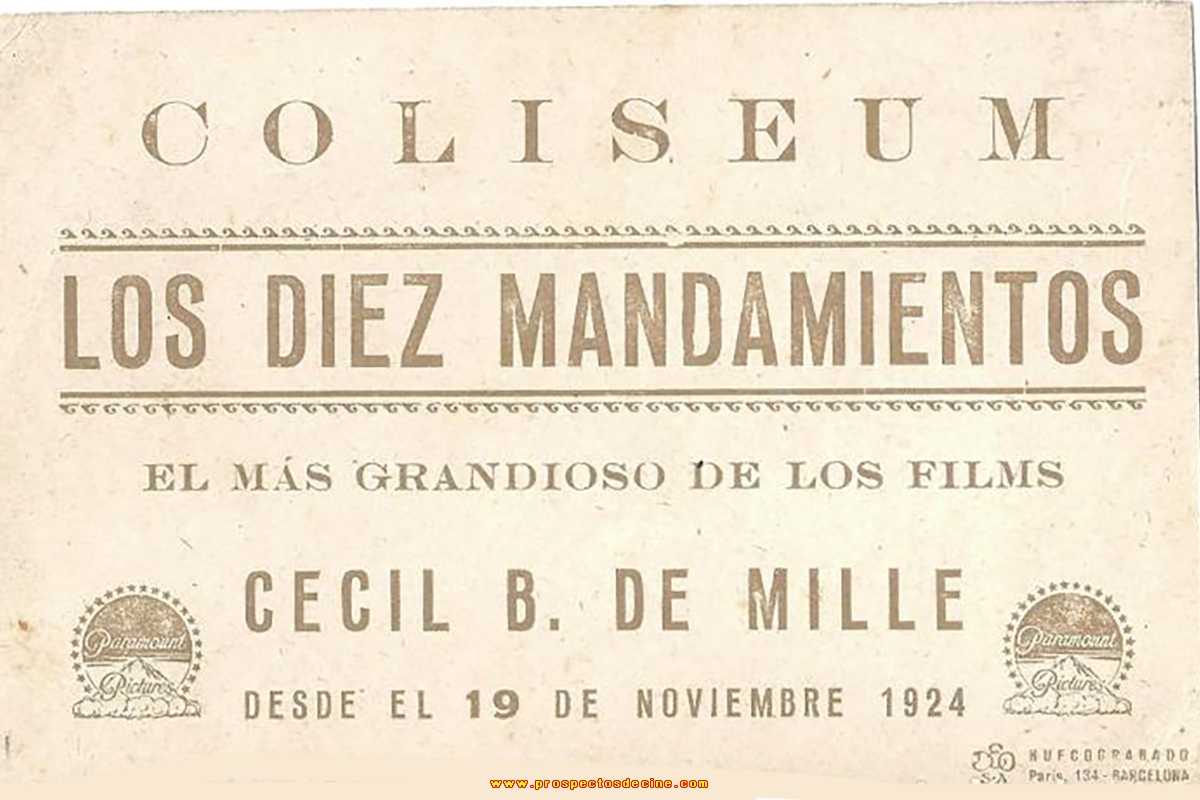 COLISEUM
LOS DIEZ MANDAMIENTOS
EL MÁS GRANDIOSO DE LOS FILMS
CECIL B. DE MILLE
Paramount Pictures
Paramount Pictures
DESDE EL 19 DE NOVIEMBRE 1924
HUECOGRABADO
S.A. París, 134 - BARCELONA
www.prospectosdecine.com